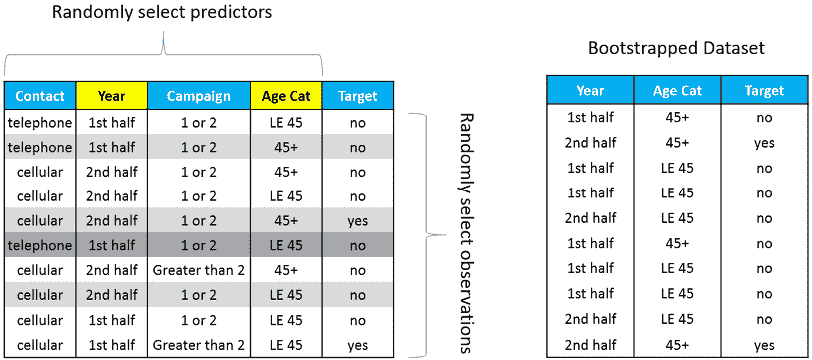 Randomly select predictors
Contact Year Campaign Age Cat Target
telephone 1st half 1 or 2 LE 45 no
telephone 1st half 1 or 2 45+ no
cellular 2nd half 1 or 2 45+ no
cellular 2nd half 1 or 2 LE 45 no
cellular 2nd half 1 or 2 45+ yes
telephone 1st half 1 or 2 LE 45 no
cellular 2nd half Greater than 2 45+ no
cellular 2nd half 1 or 2 LE 45 no
cellular 1st half 1 or 2 LE 45 no
cellular 1st half Greater than 2 LE 45 yes
Randomly select observations
Bootstrapped Dataset
Year Age Cat Target
1st half 45+ no
2nd half 45+ yes
1st half LE 45 no
1st half LE 45 no
2nd half LE 45 no
1st half 45+ no
1st half LE 45 no
1st half LE 45 no
2nd half LE 45 no
2nd half 45+ yes